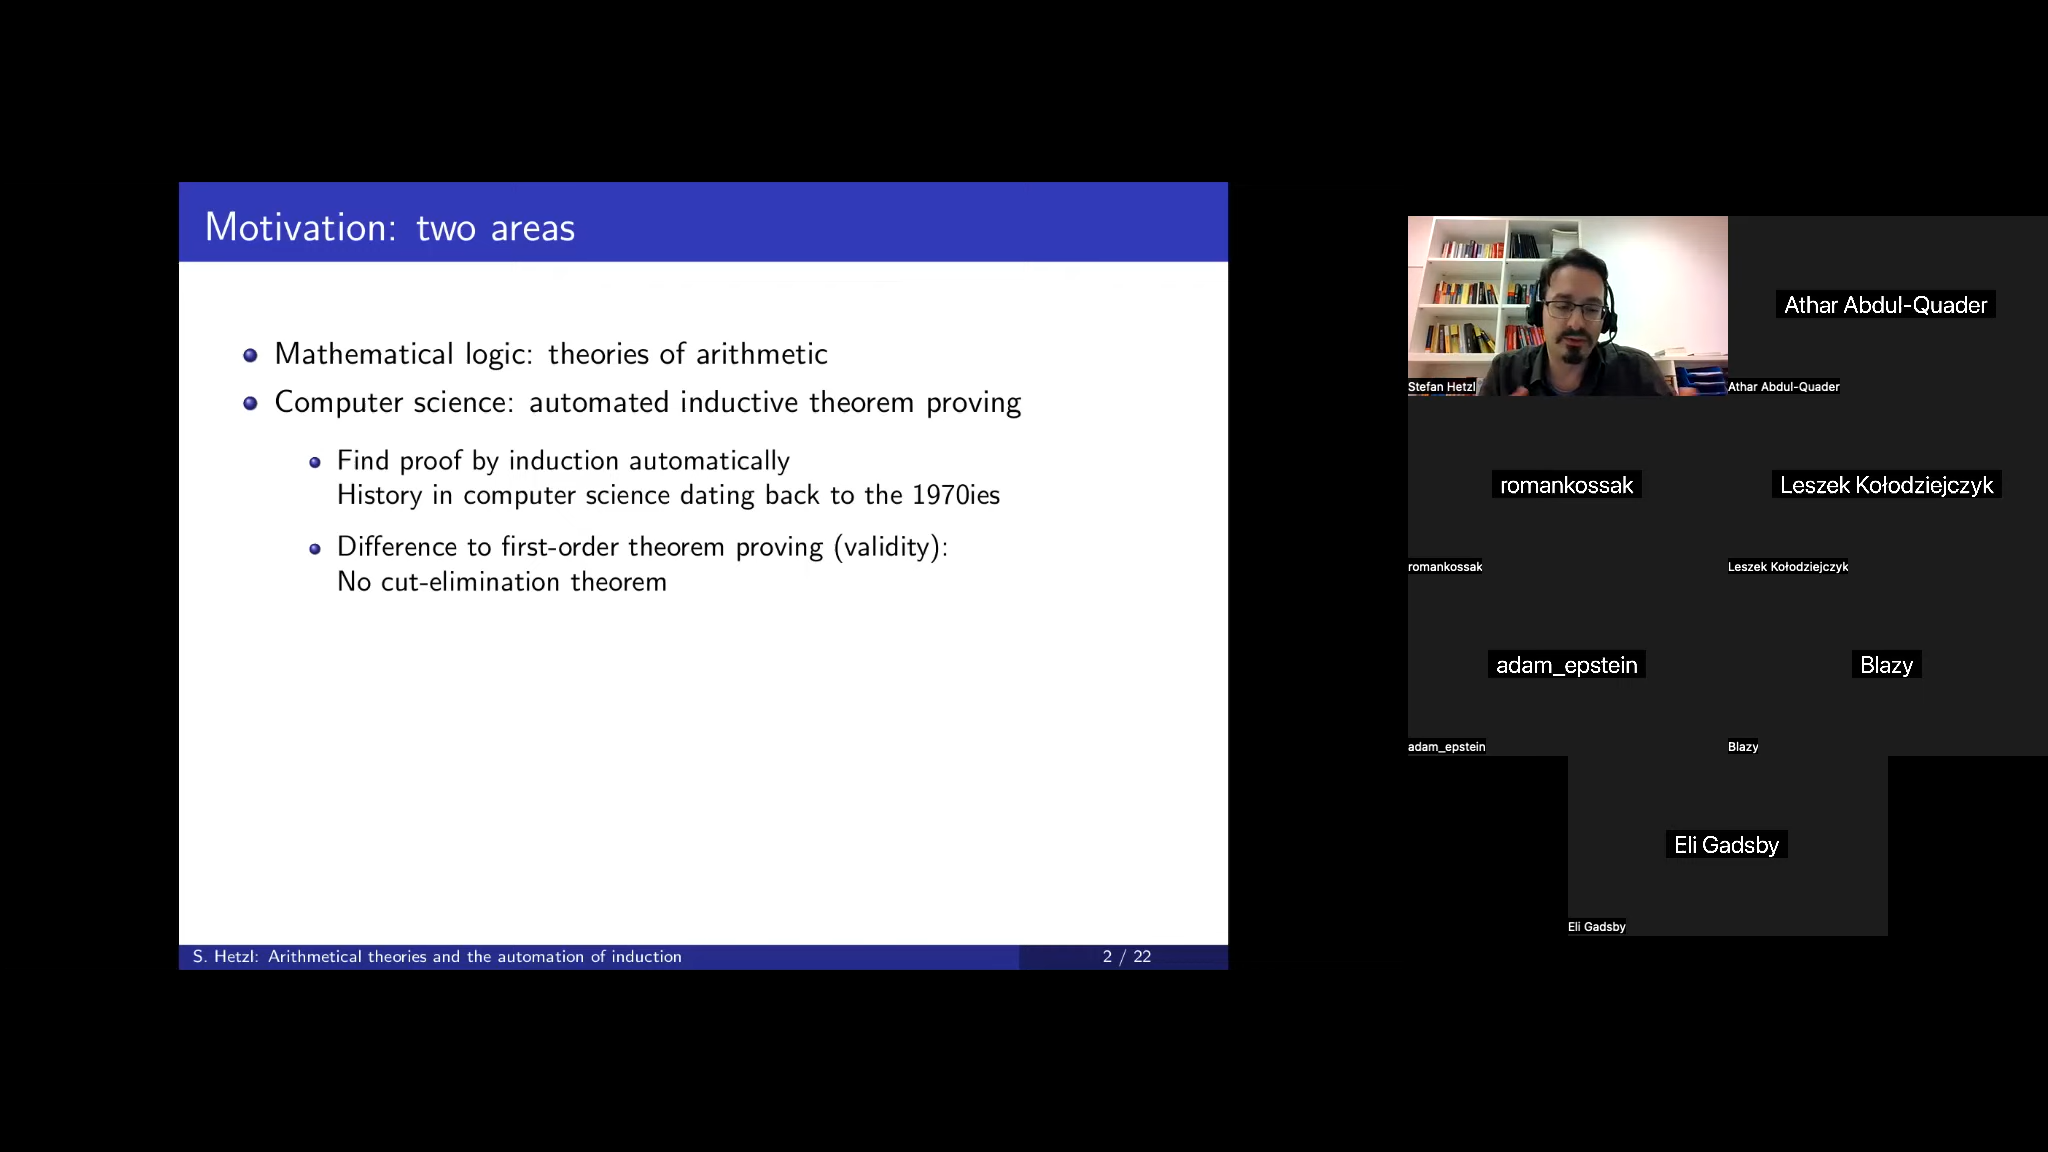 Motivation: two areas
Mathematical logic: theories of arithmetic
Computer science: automated inductive theorem proving
Find proof by induction automatically
History in computer science dating back to the 1970ies
Difference to first-order theorem proving (validity):
No cut-elimination theorem
S. Hetzl: Arithmetical theories and the automation of induction
2 / 22
Stefan Hetzl
Athar Abdul-Quader
Athar Abdul-Quader
romankossak
romankossak
Leszek Kołodziejczyk
Leszek Kołodziejczyk
adam_epstein
adam_epstein
Blazy
Blazy
Eli Gadsby
Eli Gadsby